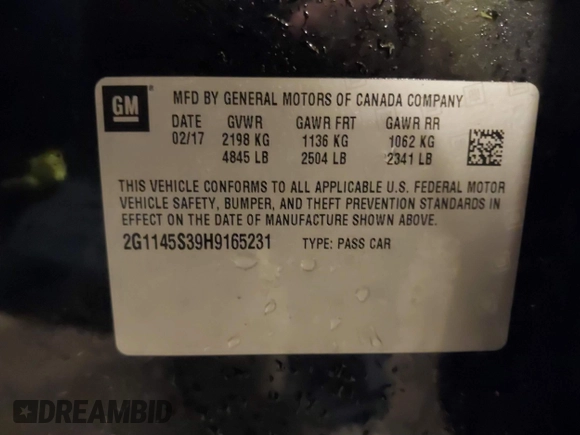 GM
MFD BY GENERAL MOTORS OF CANADA COMPANY
DATE GVWR GAWR FRT GAWR RR
02/17 2198 KG 1136 KG 1062 KG
4845 LB 2504 LB 2341 LB
THIS VEHICLE CONFORMS TO ALL APPLICABLE U.S. FEDERAL MOTOR
VEHICLE SAFETY, BUMPER, AND THEFT PREVENTION STANDARDS IN
EFFECT ON THE DATE OF MANUFACTURE SHOWN ABOVE.
2G1145S39H9165231 TYPE: PASS CAR
DREAMBID